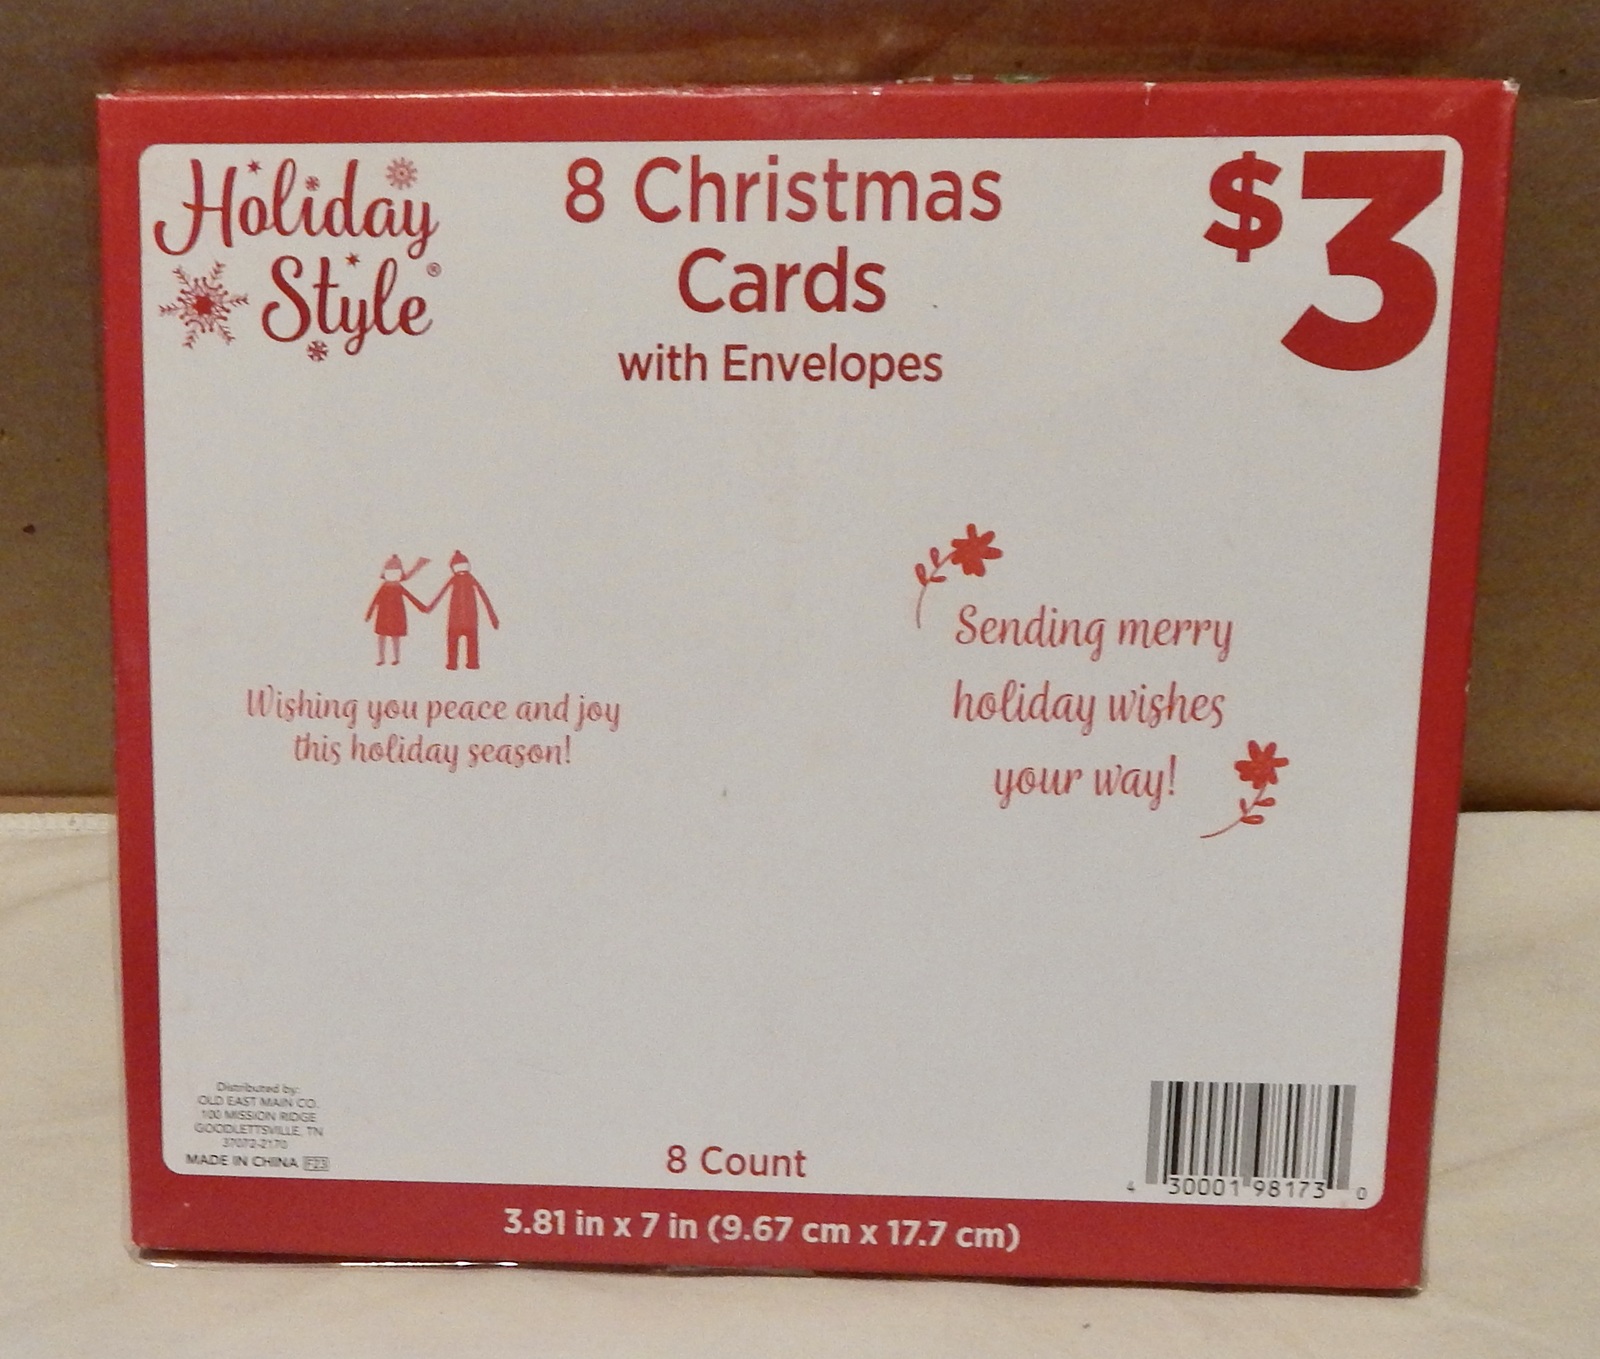 Holiday
Style®
8 Christmas
Cards
with Envelopes
$3
Wishing you peace and joy
this holiday season!
Sending merry
holiday wishes
your way!
Distributed by:
OLD EAST MAIN CO.
100 MISSION RIDGE
GOODLETTSVILLE, TN
37072-2170
MADE IN CHINA F23
8 Count
4 30001 98173 0
3.81 in x 7 in (9.67 cm x 17.7 cm)